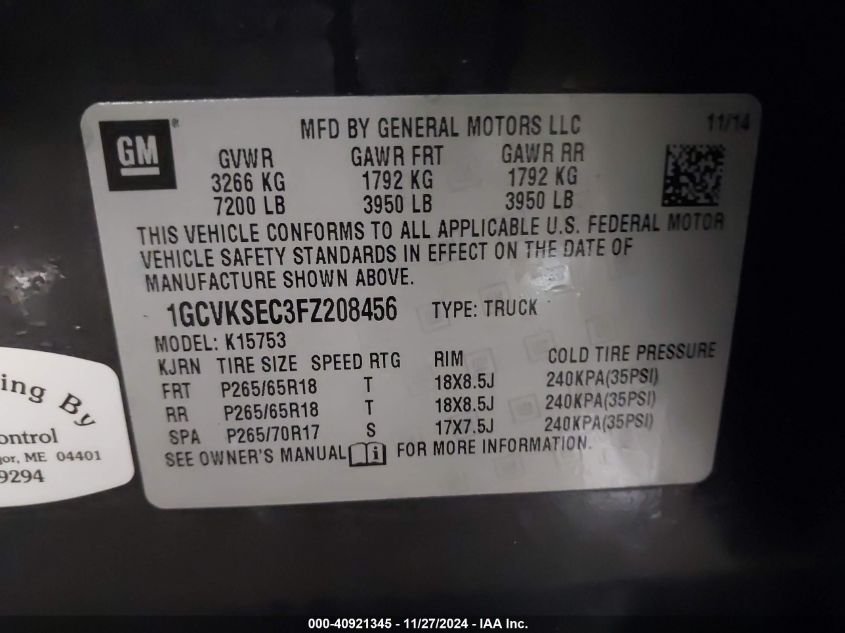 GM® MFD BY GENERAL MOTORS LLC 11/14
GVWR GAWR FRT GAWR RR
3266 KG 1792 KG 1792 KG
7200 LB 3950 LB 3950 LB
THIS VEHICLE CONFORMS TO ALL APPLICABLE U.S. FEDERAL MOTOR
VEHICLE SAFETY STANDARDS IN EFFECT ON THE DATE OF
MANUFACTURE SHOWN ABOVE.
1GCVKSEC3FZ208456 TYPE: TRUCK
MODEL: K15753
KJRN TIRE SIZE SPEED RTG RIM COLD TIRE PRESSURE
FRT P265/65R18 T 18X8.5J 240KPA(35PSI)
RR P265/65R18 T 18X8.5J 240KPA(35PSI)
SPA P265/70R17 S 17X7.5J 240KPA(35PSI)
SEE OWNER'S MANUAL FOR MORE INFORMATION.
ing By
ontrol
gor, ME 04401
9294
000-40921345 - 11/27/2024 - IAA Inc.